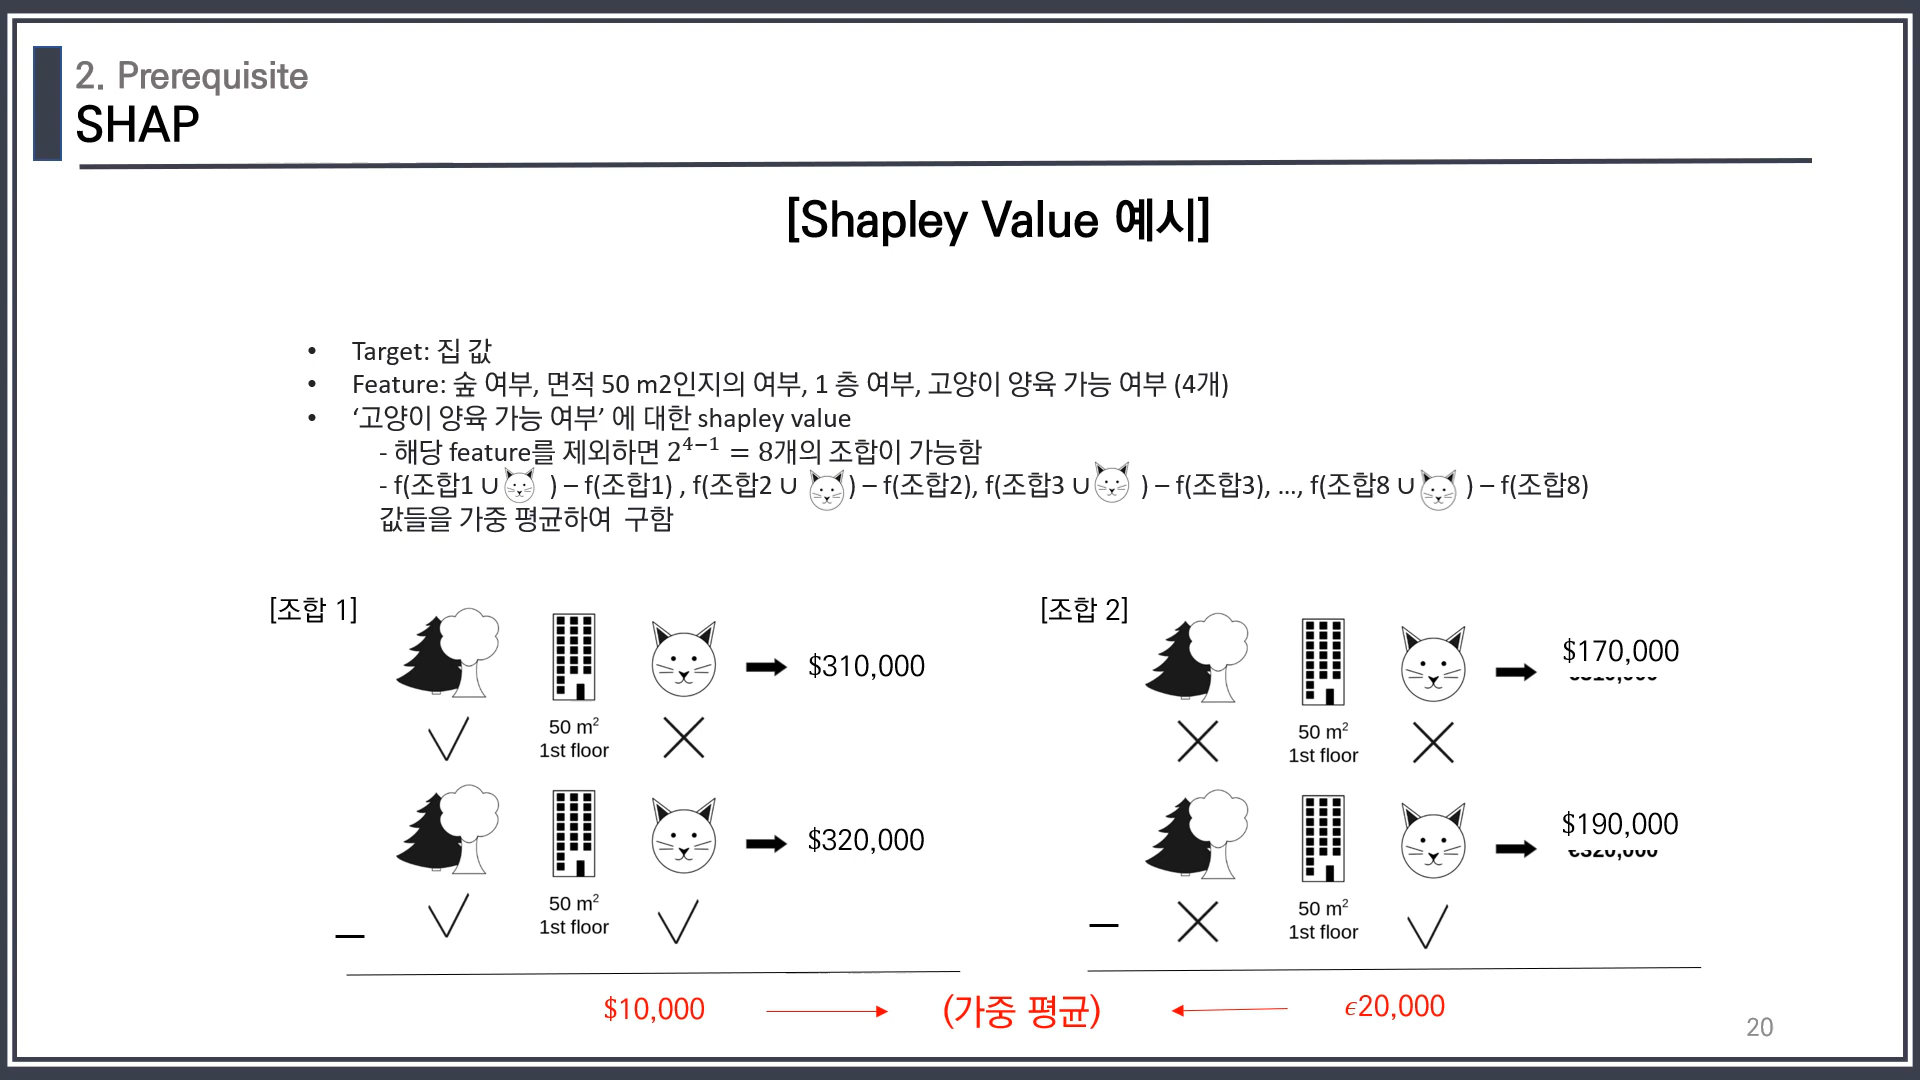 2. Prerequisite
SHAP
[Shapley Value 예시]
• Target: 집 값
• Feature: 숲 여부, 면적 50 m2인지의 여부, 1 층 여부, 고양이 양육 가능 여부 (4개)
• ‘고양이 양육 가능 여부’ 에 대한 shapley value
- 해당 feature를 제외하면 2⁴⁻¹ = 8개의 조합이 가능함
- f(조합1 ∪ ) – f(조합1) , f(조합2 ∪ ) – f(조합2), f(조합3 ∪ ) – f(조합3), ..., f(조합8 ∪ ) – f(조합8)
값들을 가중 평균하여 구함
[조합 1]
$310,000
50 m²
1st floor
$320,000
50 m²
1st floor
$10,000
(가중 평균)
[조합 2]
$170,000
50 m²
1st floor
$190,000
50 m²
1st floor
ϵ20,000
20